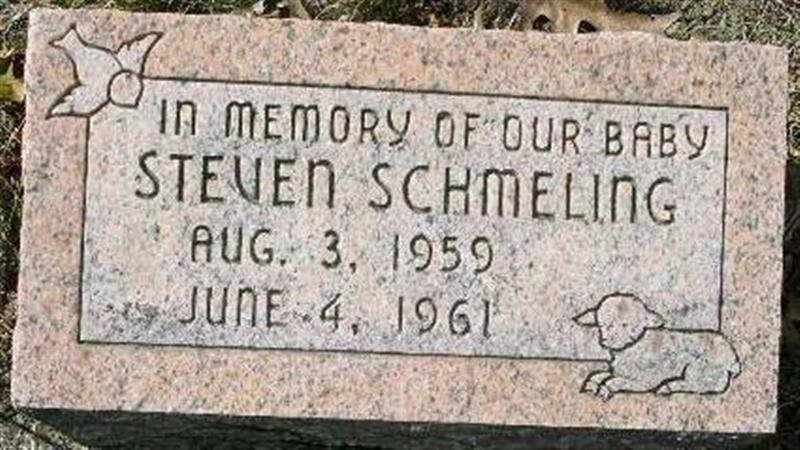 IN MEMORY OF OUR BABY
STEVEN SCHMELING
AUG. 3, 1959
JUNE 4, 1961